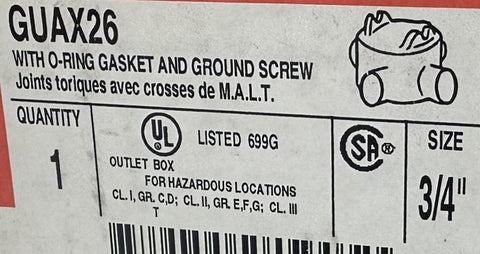 GUAX26
WITH O-RING GASKET AND GROUND SCREW
Joints toriques avec crosses de M.A.L.T.
QUANTITY
1
UL ® LISTED 699G
OUTLET BOX
FOR HAZARDOUS LOCATIONS
CL. I, GR. C,D; CL. II, GR. E,F,G; CL. III
T
SA ®
SIZE
3/4"